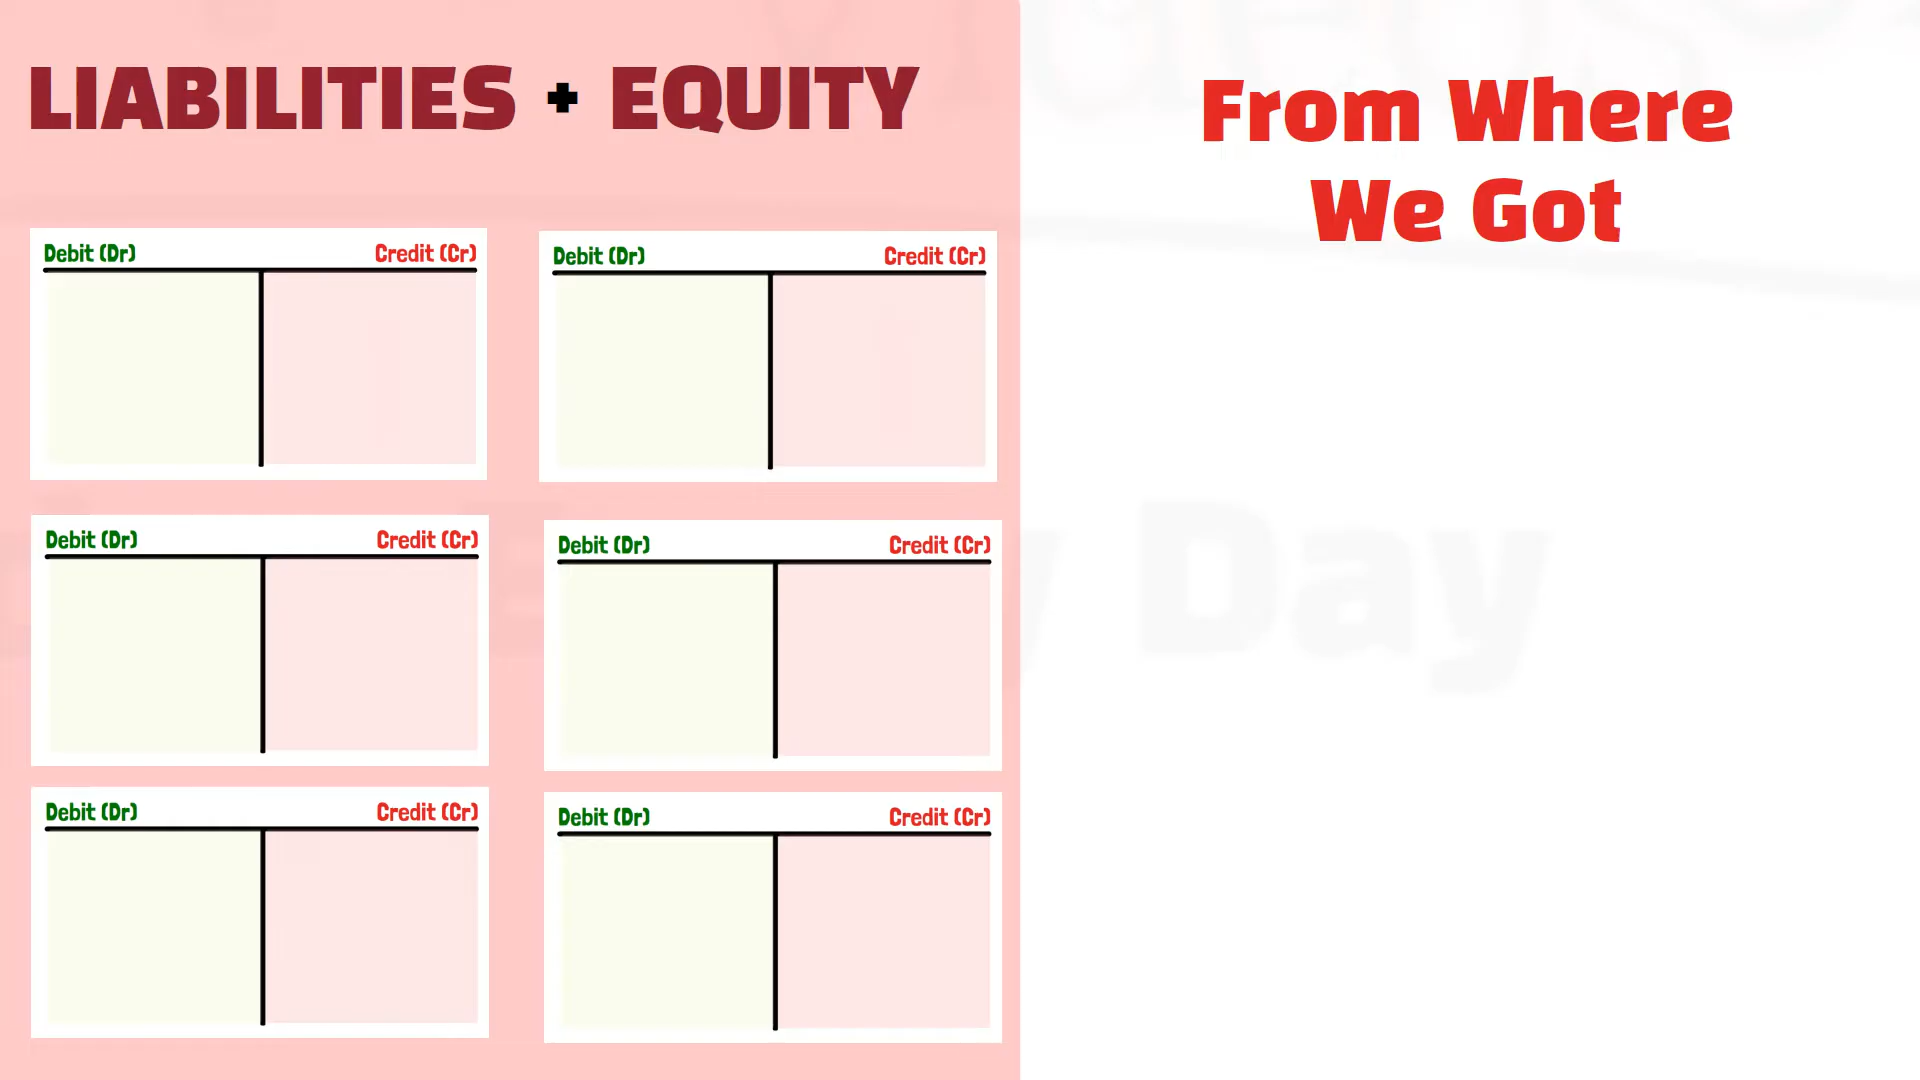 LIABILITIES + EQUITY
From Where
We Got
Debit (Dr) Credit (Cr)
Debit (Dr) Credit (Cr)
Debit (Dr) Credit (Cr)
Debit (Dr) Credit (Cr)
Debit (Dr) Credit (Cr)
Debit (Dr) Credit (Cr)
Day